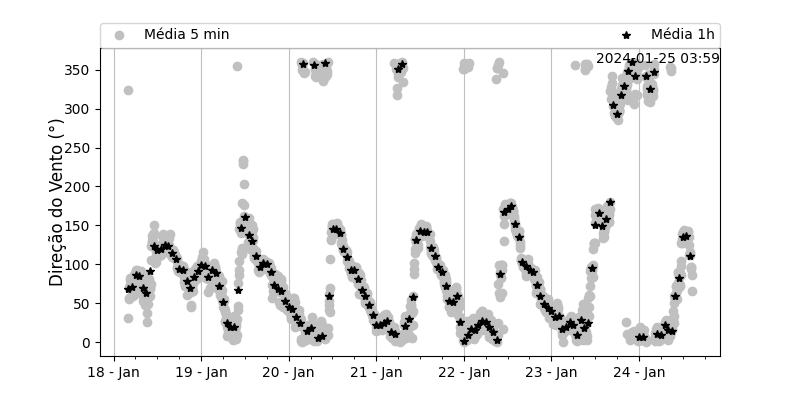 Média 5 min
Média 1h
2024-01-25 03:59
Direção do Vento (°)
350
300
250
200
150
100
50
0
18 - Jan
19 - Jan
20 - Jan
21 - Jan
22 - Jan
23 - Jan
24 - Jan